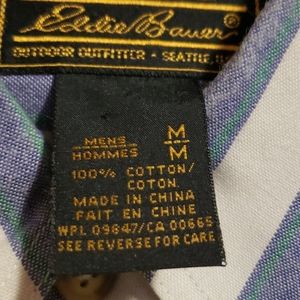 Eddie Bauer®
OUTDOOR OUTFITTER - SEATTLE, U
MENS M
HOMMES M
100% COTTON/
COTON
MADE IN CHINA
FAIT EN CHINE
WPL 09847/CA 00665
SEE REVERSE FOR CARE